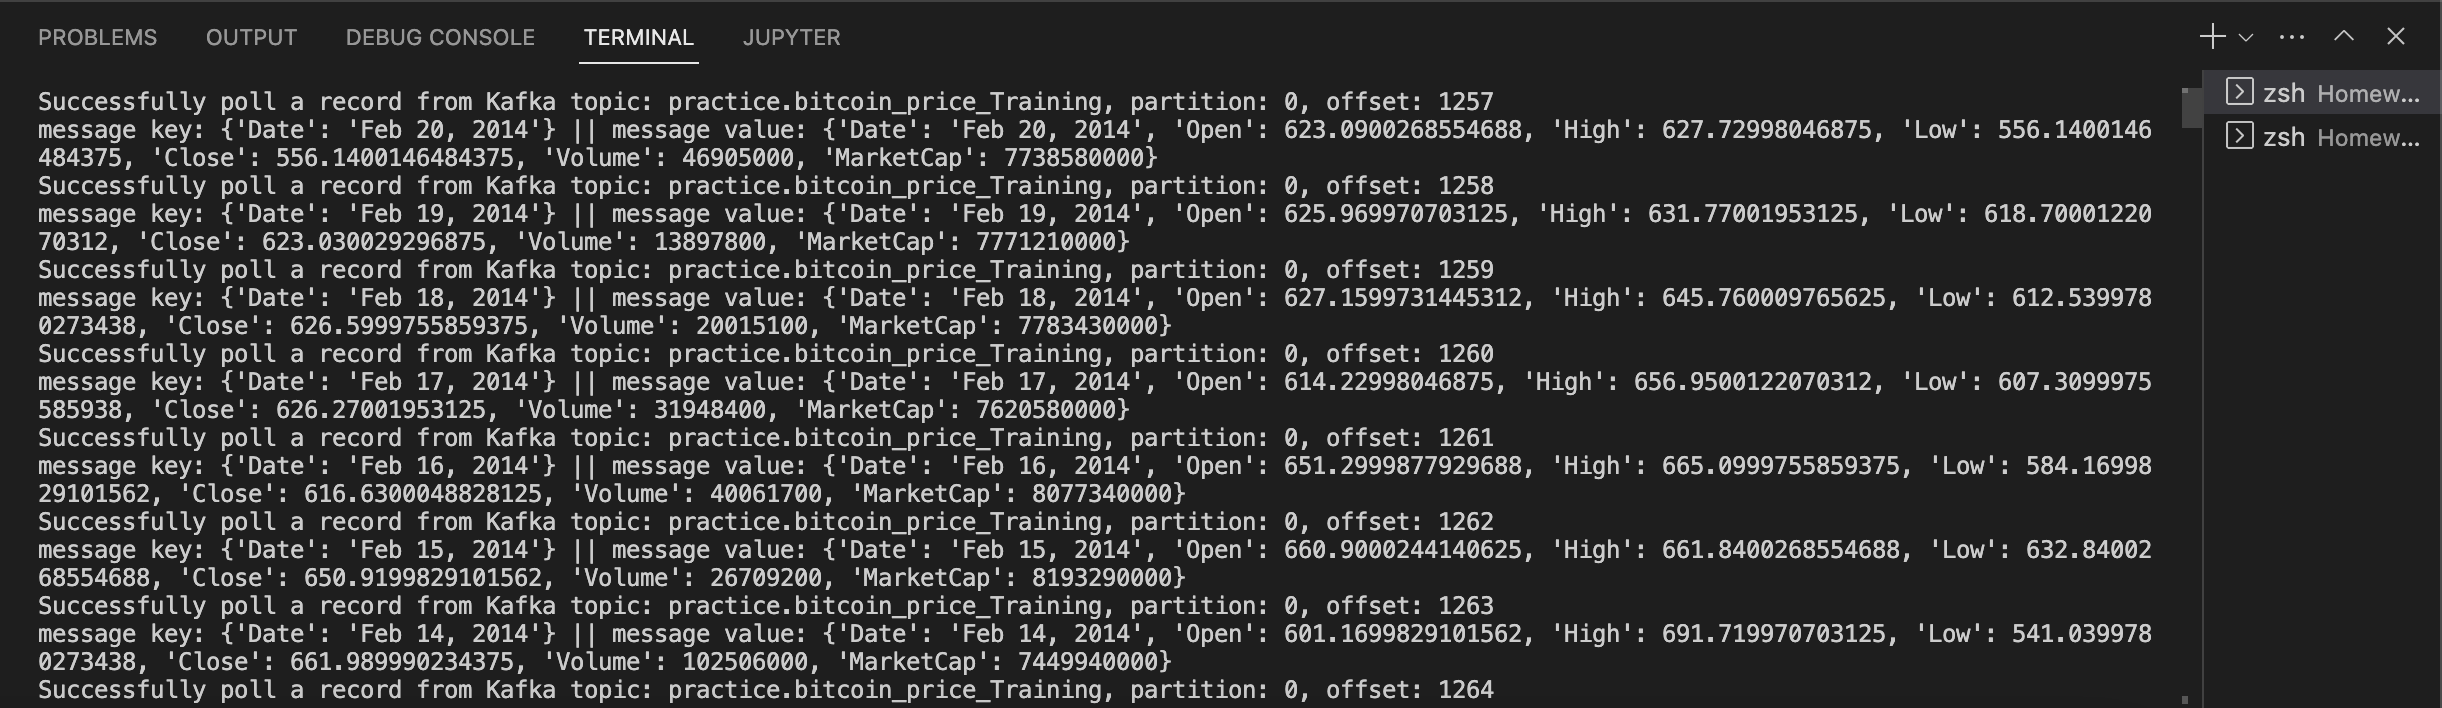 PROBLEMS OUTPUT DEBUG CONSOLE TERMINAL JUPYTER
zsh Homew...
zsh Homew...
Successfully poll a record from Kafka topic: practice.bitcoin_price_Training, partition: 0, offset: 1257
message key: {'Date': 'Feb 20, 2014'} || message value: {'Date': 'Feb 20, 2014', 'Open': 623.0900268554688, 'High': 627.72998046875, 'Low': 556.1400146
484375, 'Close': 556.1400146484375, 'Volume': 46905000, 'MarketCap': 7738580000}
Successfully poll a record from Kafka topic: practice.bitcoin_price_Training, partition: 0, offset: 1258
message key: {'Date': 'Feb 19, 2014'} || message value: {'Date': 'Feb 19, 2014', 'Open': 625.969970703125, 'High': 631.77001953125, 'Low': 618.70001220
70312, 'Close': 623.030029296875, 'Volume': 13897800, 'MarketCap': 7771210000}
Successfully poll a record from Kafka topic: practice.bitcoin_price_Training, partition: 0, offset: 1259
message key: {'Date': 'Feb 18, 2014'} || message value: {'Date': 'Feb 18, 2014', 'Open': 627.1599731445312, 'High': 645.760009765625, 'Low': 612.539978
0273438, 'Close': 626.5999755859375, 'Volume': 20015100, 'MarketCap': 7783430000}
Successfully poll a record from Kafka topic: practice.bitcoin_price_Training, partition: 0, offset: 1260
message key: {'Date': 'Feb 17, 2014'} || message value: {'Date': 'Feb 17, 2014', 'Open': 614.22998046875, 'High': 656.9500122070312, 'Low': 607.3099975
585938, 'Close': 626.27001953125, 'Volume': 31948400, 'MarketCap': 7620580000}
Successfully poll a record from Kafka topic: practice.bitcoin_price_Training, partition: 0, offset: 1261
message key: {'Date': 'Feb 16, 2014'} || message value: {'Date': 'Feb 16, 2014', 'Open': 651.2999877929688, 'High': 665.0999755859375, 'Low': 584.16998
29101562, 'Close': 616.6300048828125, 'Volume': 40061700, 'MarketCap': 8077340000}
Successfully poll a record from Kafka topic: practice.bitcoin_price_Training, partition: 0, offset: 1262
message key: {'Date': 'Feb 15, 2014'} || message value: {'Date': 'Feb 15, 2014', 'Open': 660.9000244140625, 'High': 661.8400268554688, 'Low': 632.84002
68554688, 'Close': 650.9199829101562, 'Volume': 26709200, 'MarketCap': 8193290000}
Successfully poll a record from Kafka topic: practice.bitcoin_price_Training, partition: 0, offset: 1263
message key: {'Date': 'Feb 14, 2014'} || message value: {'Date': 'Feb 14, 2014', 'Open': 601.1699829101562, 'High': 691.719970703125, 'Low': 541.039978
0273438, 'Close': 661.989990234375, 'Volume': 102506000, 'MarketCap': 7449940000}
Successfully poll a record from Kafka topic: practice.bitcoin_price_Training, partition: 0, offset: 1264